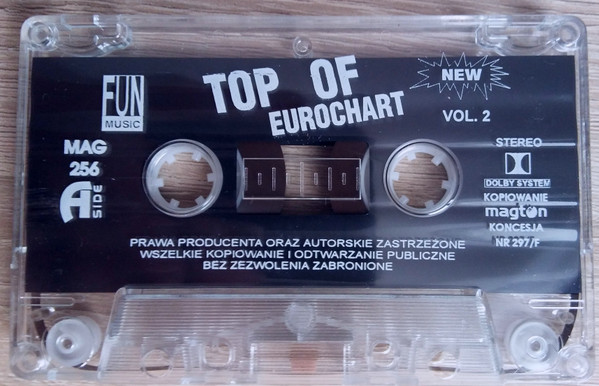 FUN
MUSIC
TOP OF
EUROCHART
NEW
VOL. 2
MAG
256
A SIDE
STEREO
DOLBY SYSTEM
KOPIOWANIE
magton
KONCESJA
NR 297/F
PRAWA PRODUCENTA ORAZ AUTORSKIE ZASTRZEŻONE
WSZELKIE KOPIOWANIE I ODTWARZANIE PUBLICZNE
BEZ ZEZWOLENIA ZABRONIONE